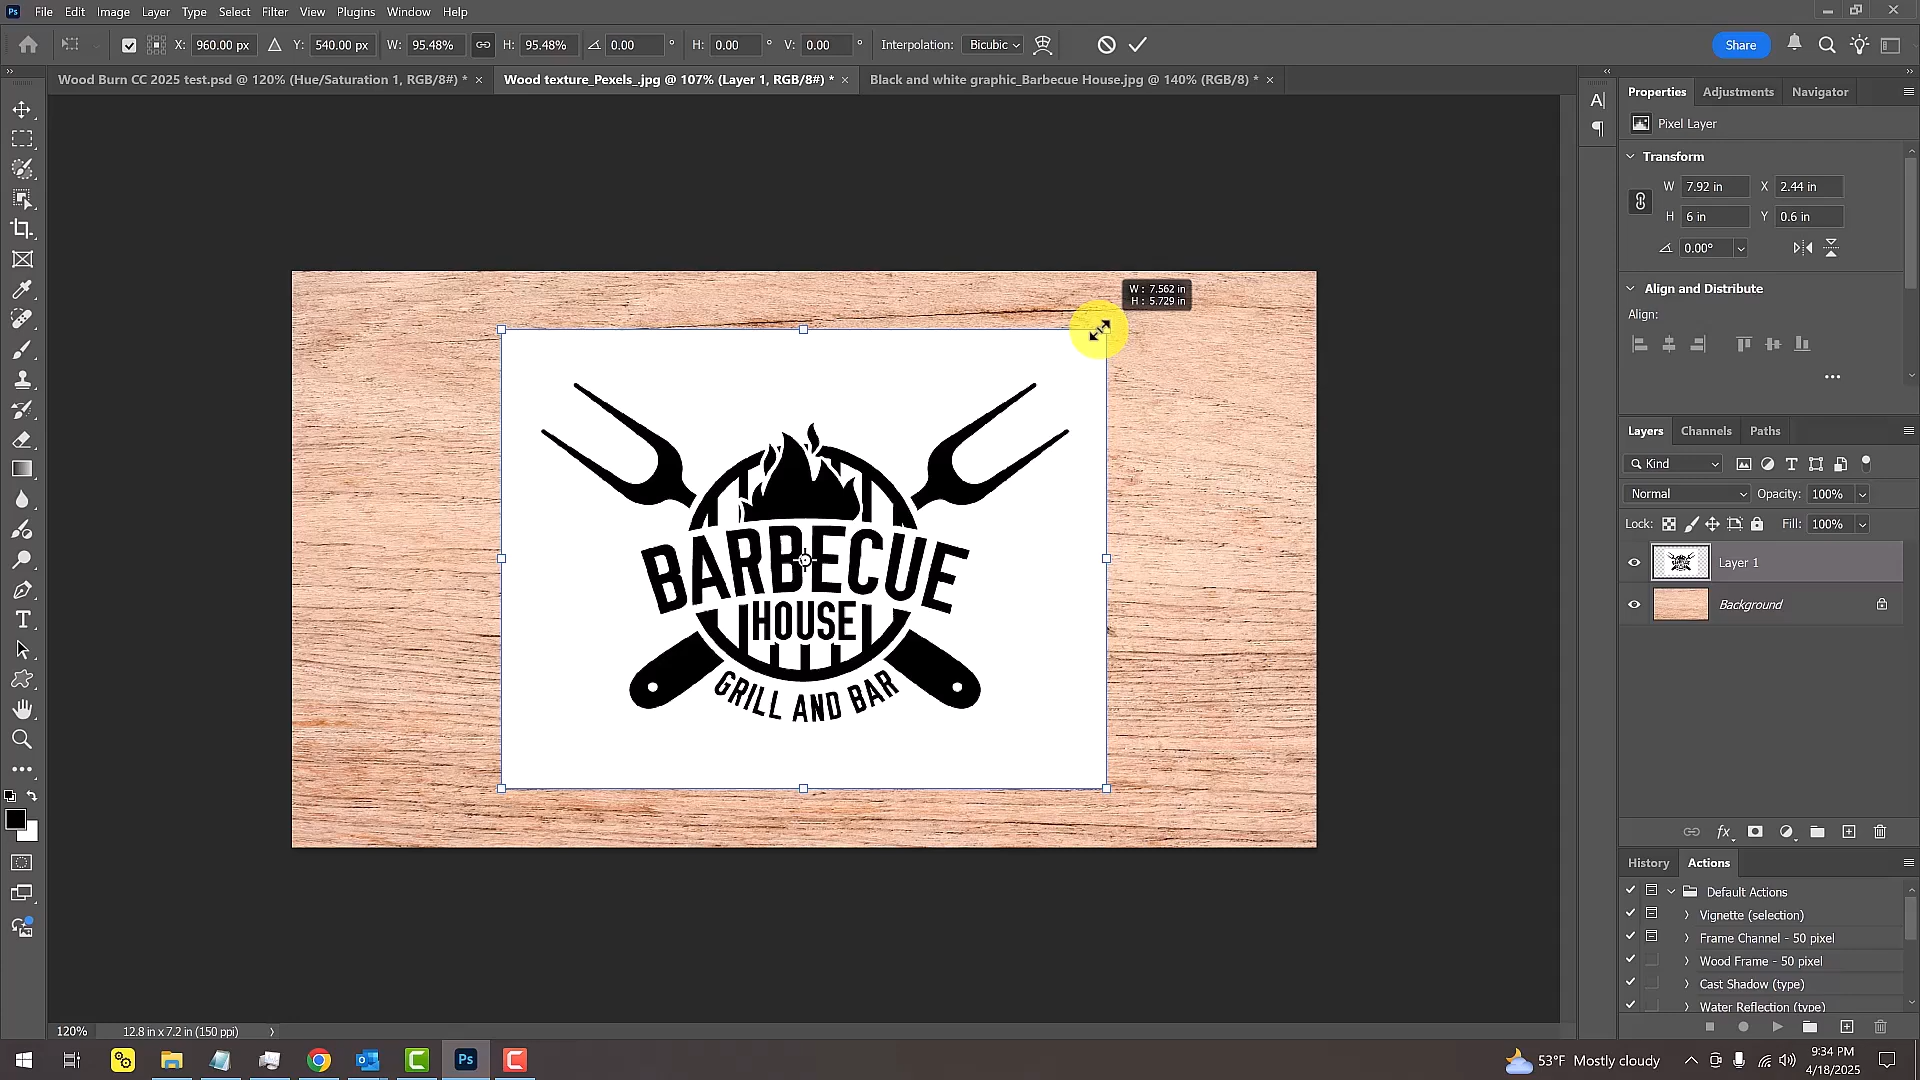 Ps File Edit Image Layer Type Select Filter View Plugins Window Help
X: 960.00 px Y: 540.00 px W: 95.48% H: 95.48% 0.00 ° H: 0.00 ° V: 0.00 ° Interpolation: Bicubic Share
Wood Burn CC 2025 test.psd @ 120% (Hue/Saturation 1, RGB/8#) * × Wood texture_Pexels_.jpg @ 107% (Layer 1, RGB/8#) * × Black and white graphic_Barbecue House.jpg @ 140% (RGB/8) * ×
Properties Adjustments Navigator
Pixel Layer
Transform
W 7.92 in X 2.44 in
H 6 in Y 0.6 in
0.00°
Align and Distribute
Align:
W : 7.562 in
H : 5.729 in
BARBECUE
HOUSE
GRILL AND BAR
Layers Channels Paths
Kind
Normal Opacity: 100%
Lock: Fill: 100%
Layer 1
Background
fx
History Actions
Default Actions
Vignette (selection)
Frame Channel - 50 pixel
Wood Frame - 50 pixel
Cast Shadow (type)
Water Reflection (type)
120% 12.8 in x 7.2 in (150 ppi)
Ps
53°F Mostly cloudy
9:34 PM
4/18/2025